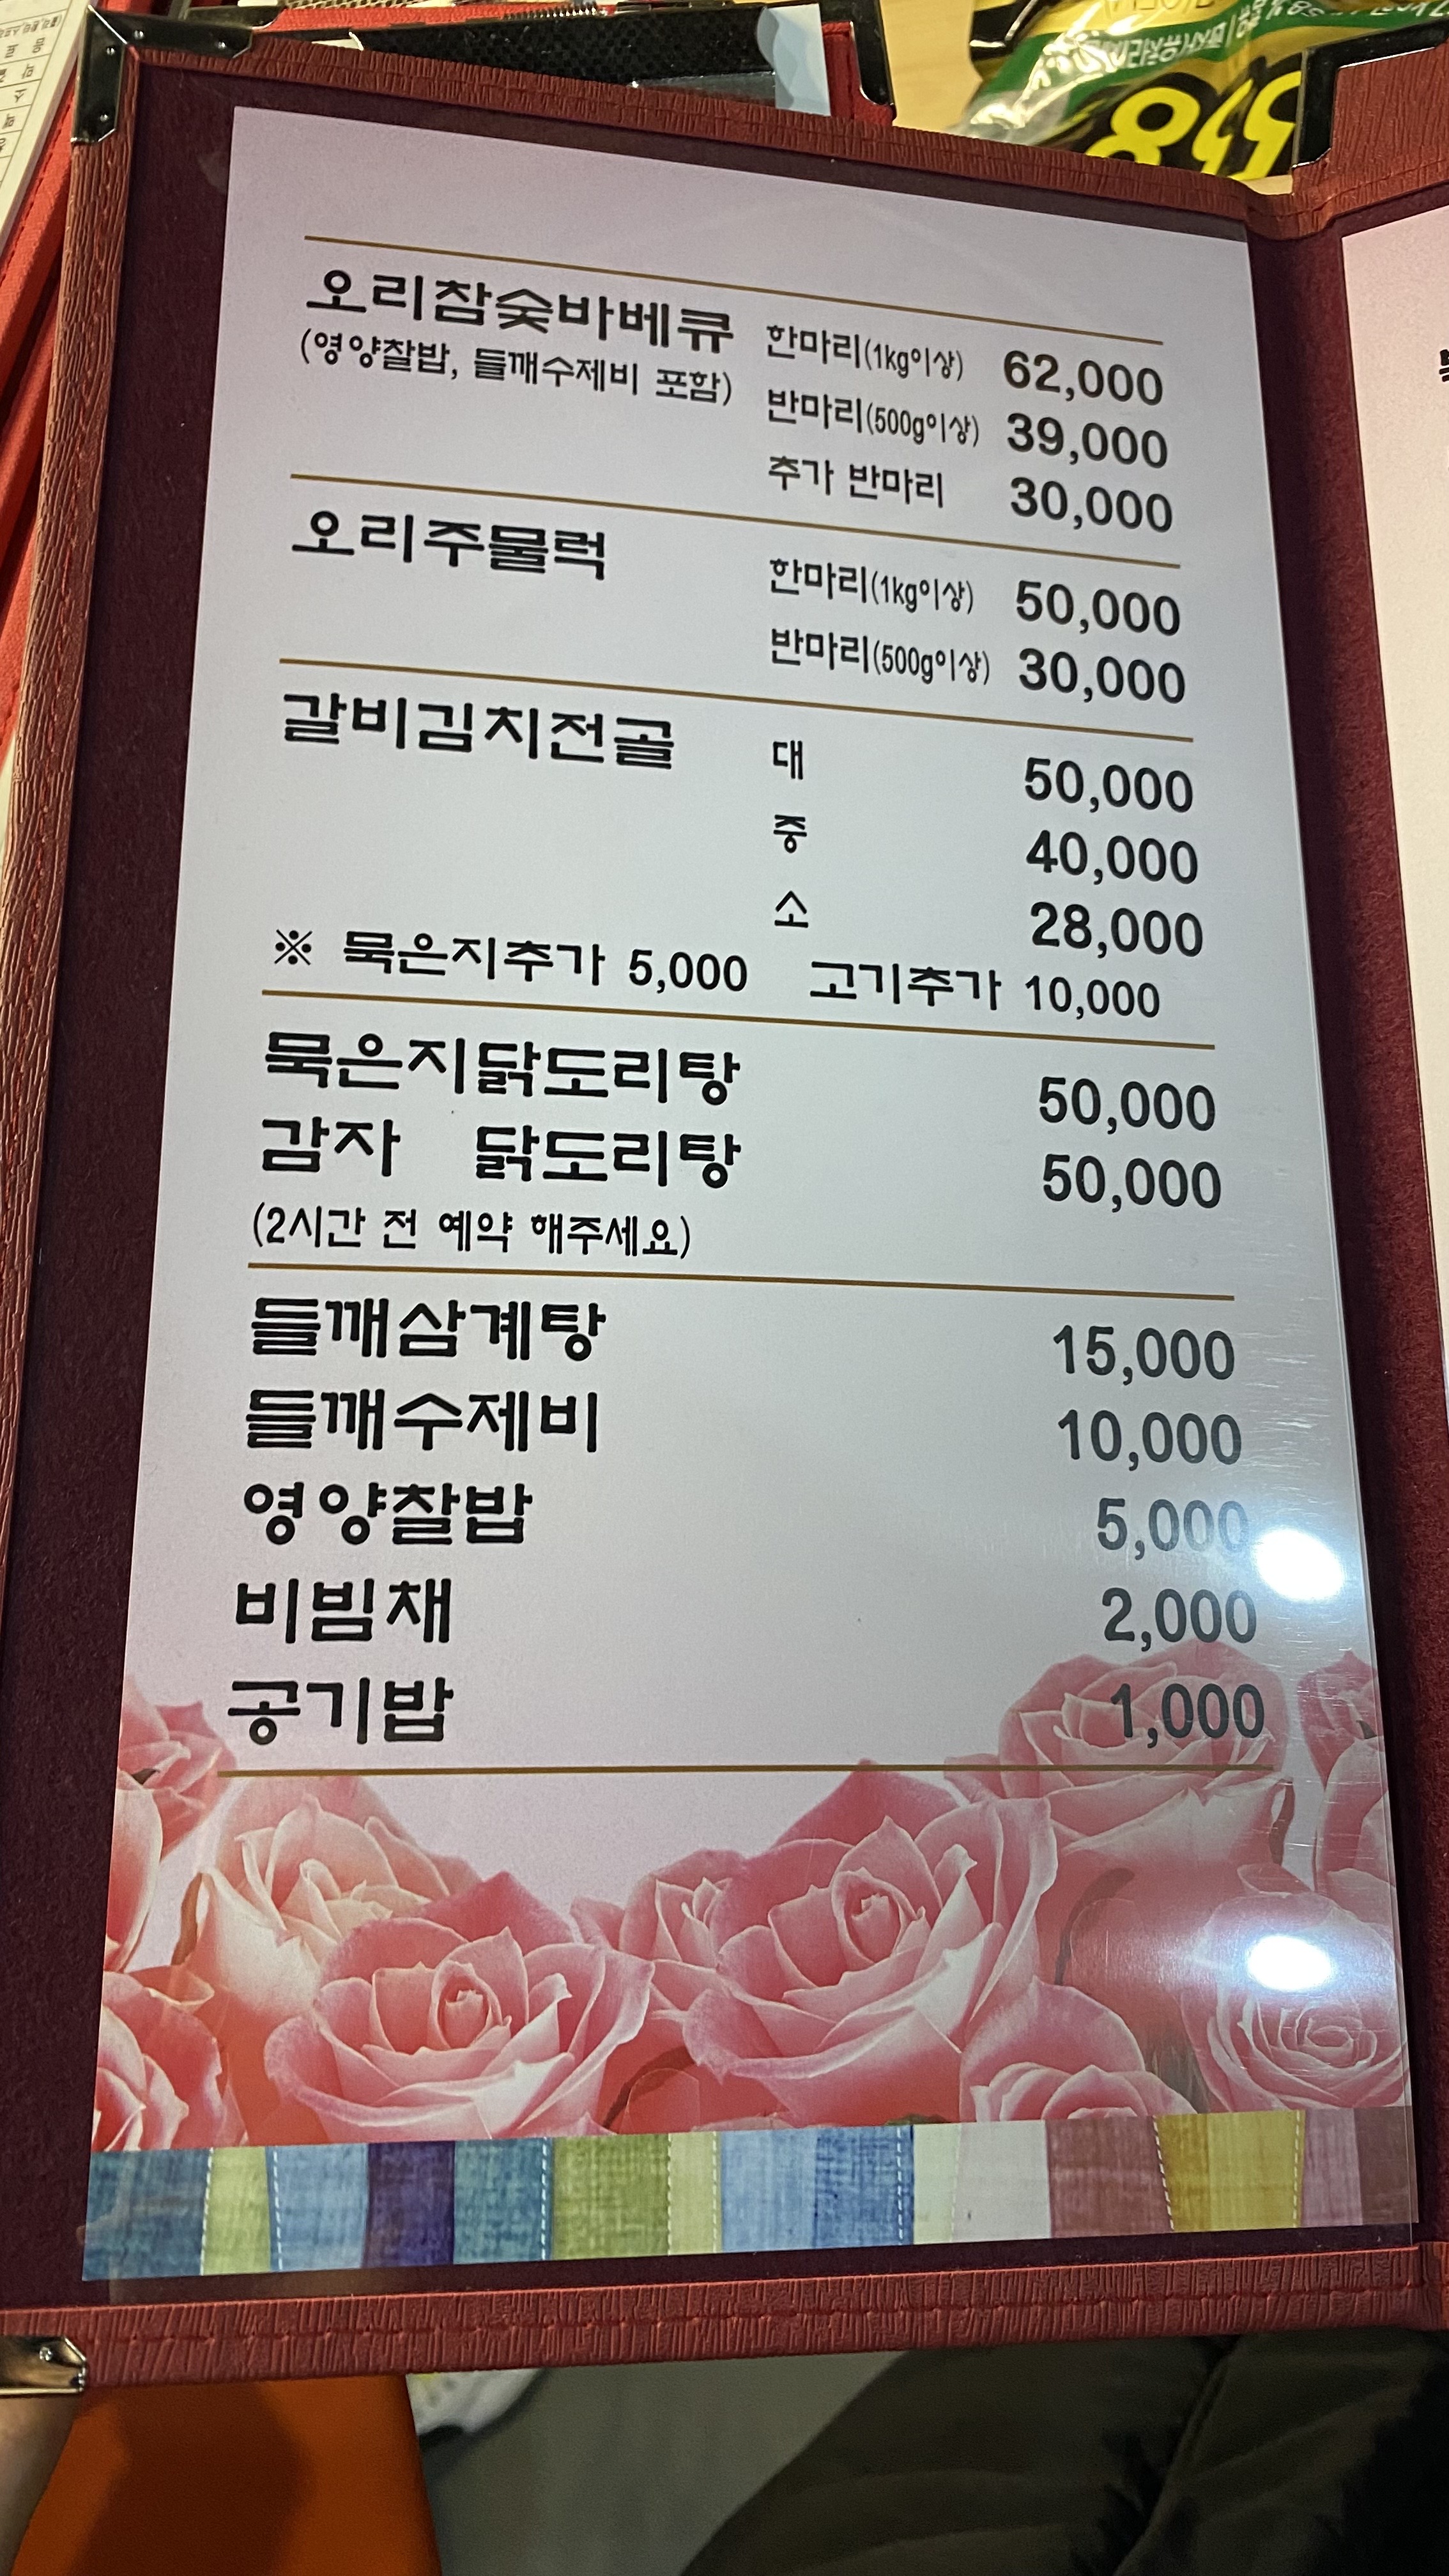 오리참숯바베큐 한마리(1kg이상) 62,000
(영양찰밥, 들깨수제비 포함) 반마리(500g이상) 39,000
추가 반마리 30,000
오리주물럭 한마리(1kg이상) 50,000
반마리(500g이상) 30,000
갈비김치전골 대 50,000
중 40,000
소 28,000
※ 묵은지추가 5,000 고기추가 10,000
묵은지닭도리탕 50,000
감자 닭도리탕 50,000
(2시간 전 예약 해주세요)
들깨삼계탕 15,000
들깨수제비 10,000
영양찰밥 5,000
비빔채 2,000
공기밥 1,000